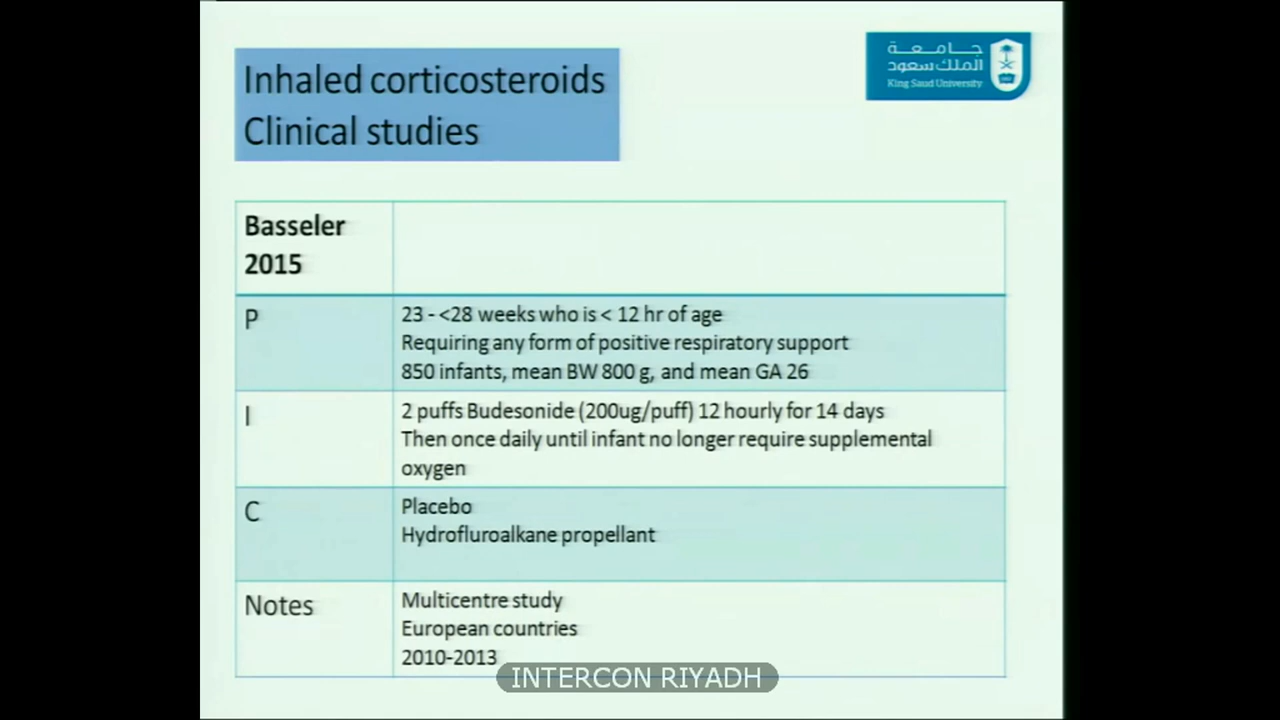 Inhaled corticosteroids
Clinical studies
جامعة
الملك سعود
King Saud University
Basseler
2015
P
23 - <28 weeks who is < 12 hr of age
Requiring any form of positive respiratory support
850 infants, mean BW 800 g, and mean GA 26
I
2 puffs Budesonide (200ug/puff) 12 hourly for 14 days
Then once daily until infant no longer require supplemental
oxygen
C
Placebo
Hydrofluroalkane propellant
Notes
Multicentre study
European countries
2010-2013
INTERCON RIYADH